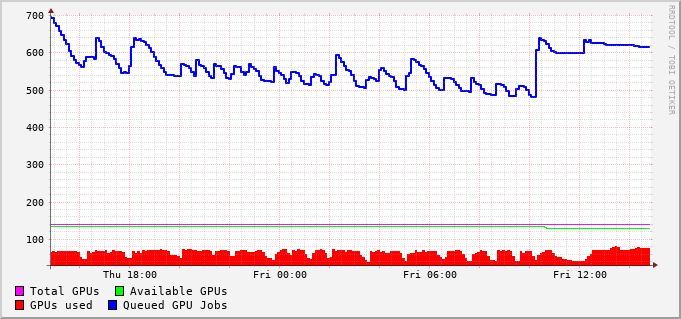 700
600
500
400
300
200
100
Thu 18:00 Fri 00:00 Fri 06:00 Fri 12:00
Total GPUs Available GPUs
GPUs used Queued GPU Jobs
RRDTOOL / TOBI OETIKER